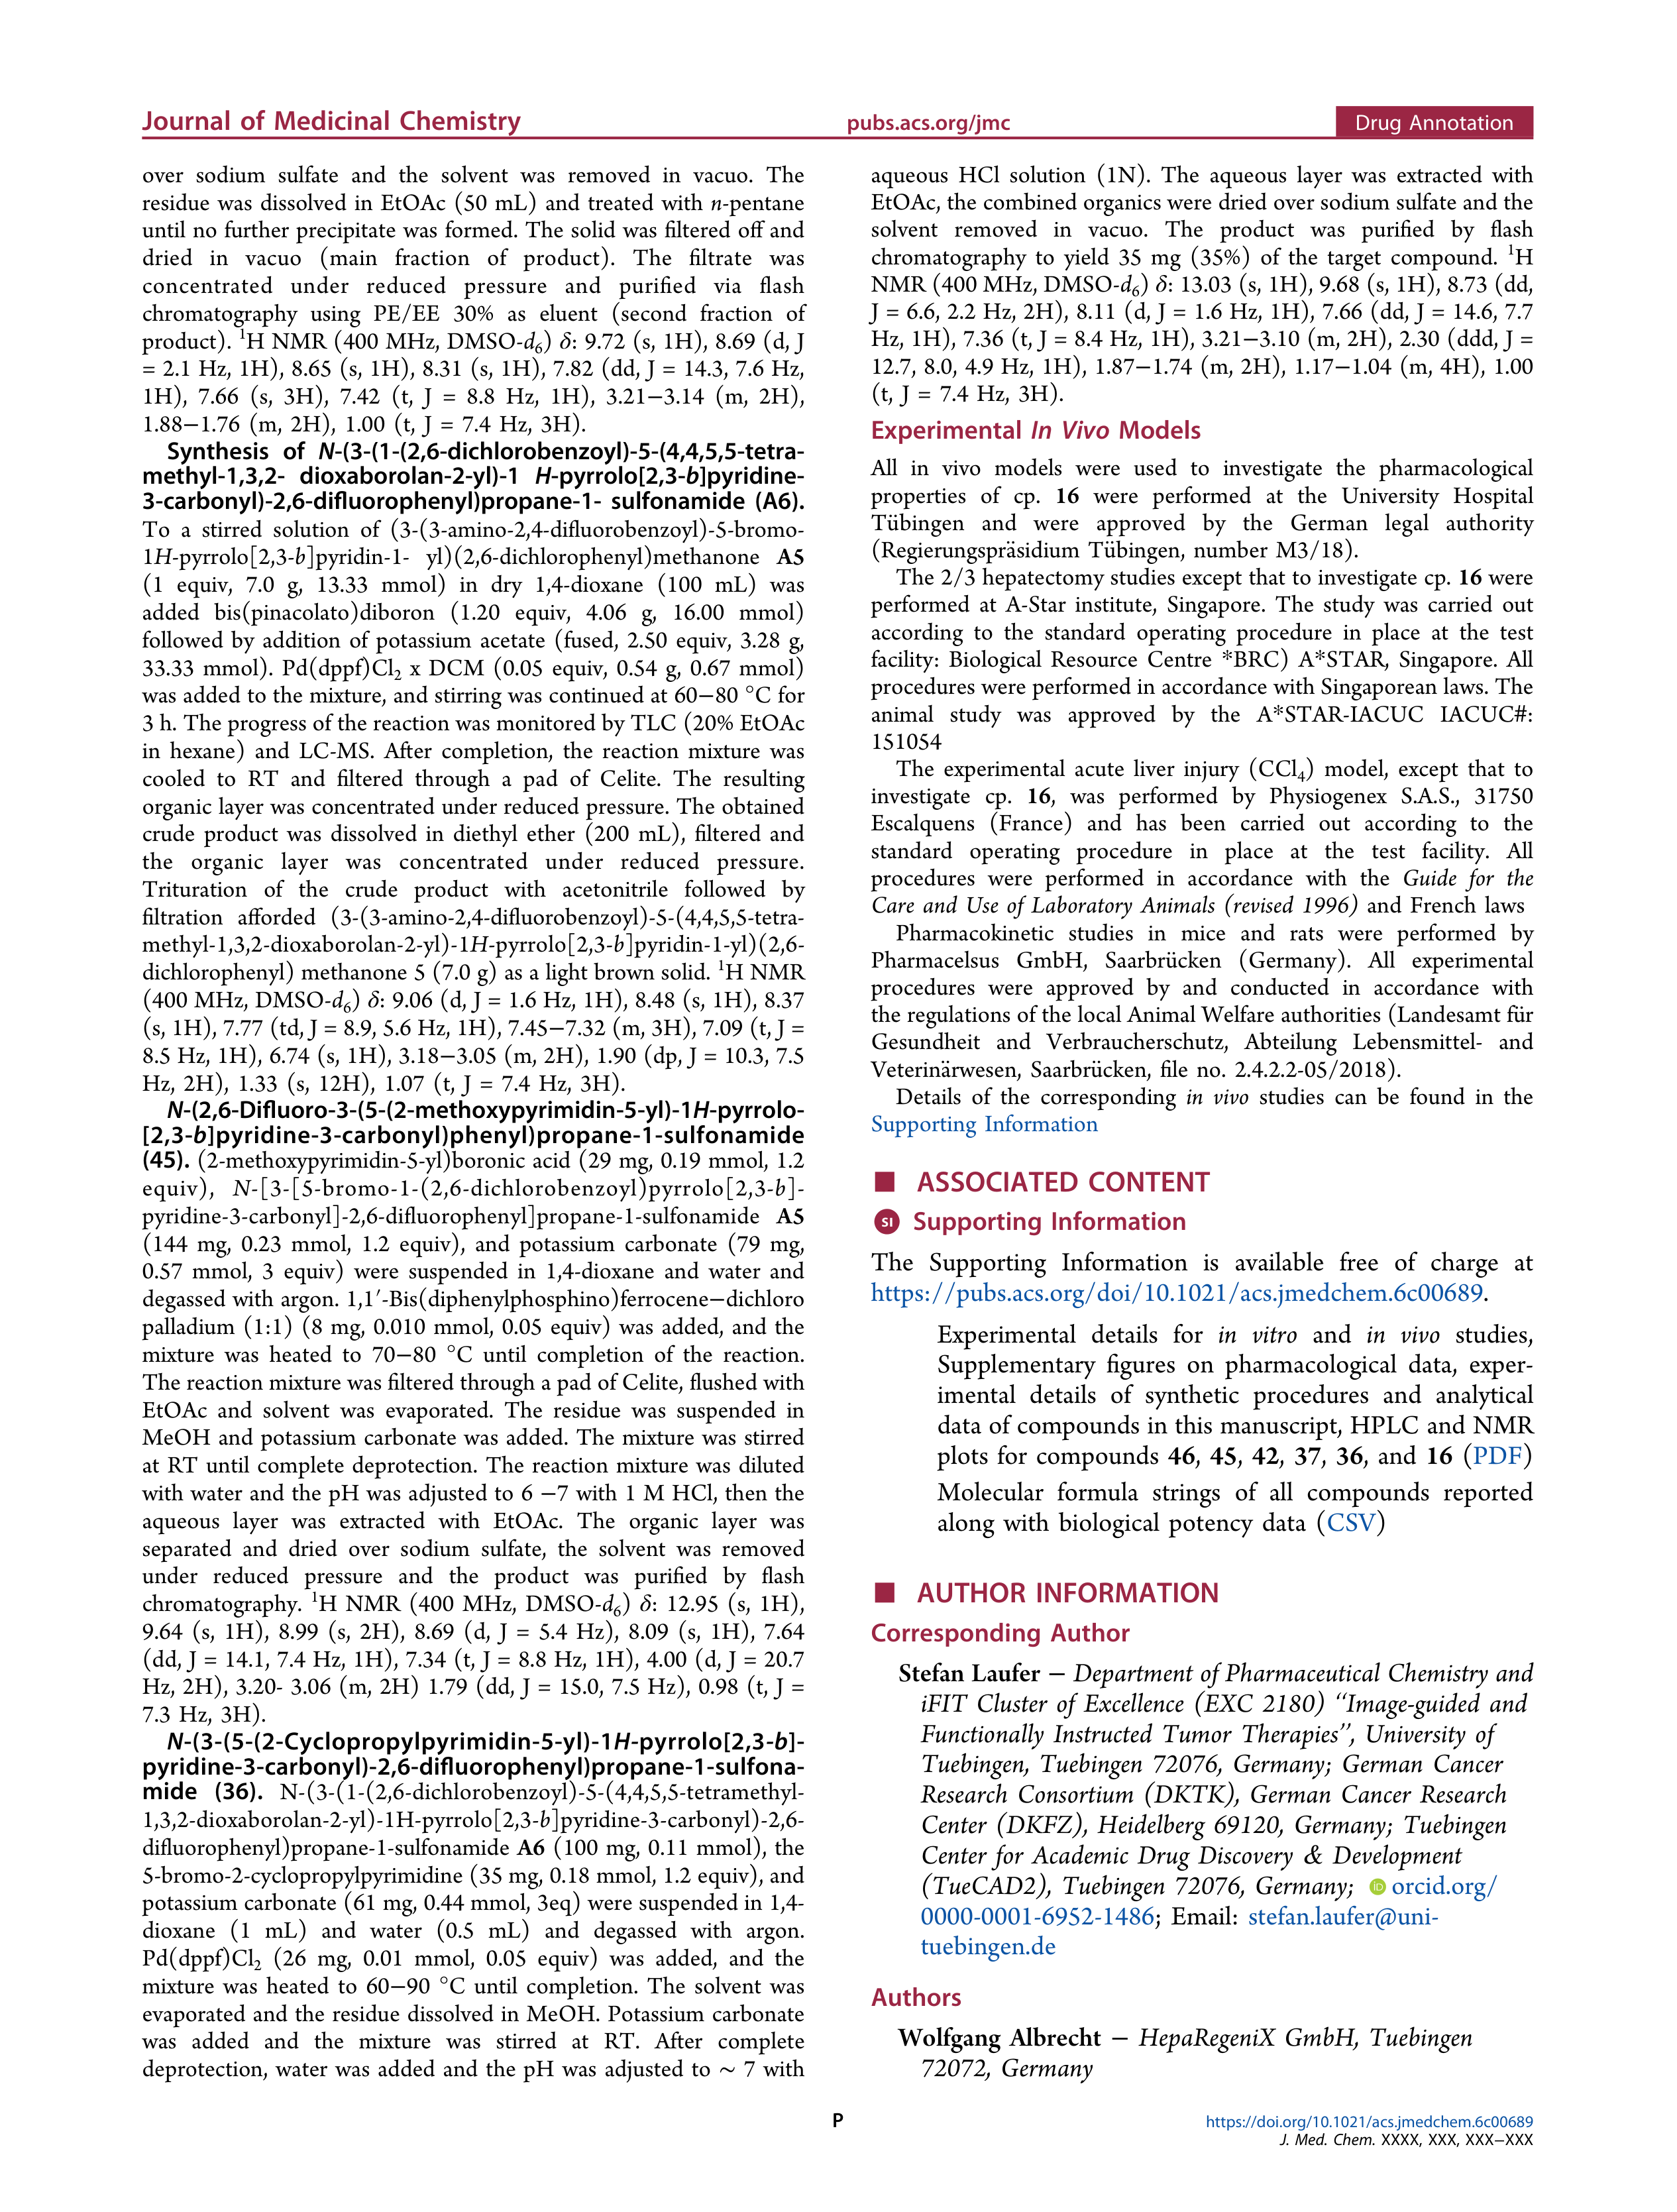 Journal of Medicinal Chemistry
pubs.acs.org/jmc
Drug Annotation
over sodium sulfate and the solvent was removed in vacuo. The
residue was dissolved in EtOAc (50 mL) and treated with n-pentane
until no further precipitate was formed. The solid was filtered off and
dried in vacuo (main fraction of product). The filtrate was
concentrated under reduced pressure and purified via flash
chromatography using PE/EE 30% as eluent (second fraction of
product). ¹H NMR (400 MHz, DMSO-d₆) δ: 9.72 (s, 1H), 8.69 (d, J
= 2.1 Hz, 1H), 8.65 (s, 1H), 8.31 (s, 1H), 7.82 (dd, J = 14.3, 7.6 Hz,
1H), 7.66 (s, 3H), 7.42 (t, J = 8.8 Hz, 1H), 3.21−3.14 (m, 2H),
1.88−1.76 (m, 2H), 1.00 (t, J = 7.4 Hz, 3H).
Synthesis of N-(3-(1-(2,6-dichlorobenzoyl)-5-(4,4,5,5-tetra-
methyl-1,3,2- dioxaborolan-2-yl)-1 H-pyrrolo[2,3-b]pyridine-
3-carbonyl)-2,6-difluorophenyl)propane-1- sulfonamide (A6).
To a stirred solution of (3-(3-amino-2,4-difluorobenzoyl)-5-bromo-
1H-pyrrolo[2,3-b]pyridin-1- yl)(2,6-dichlorophenyl)methanone A5
(1 equiv, 7.0 g, 13.33 mmol) in dry 1,4-dioxane (100 mL) was
added bis(pinacolato)diboron (1.20 equiv, 4.06 g, 16.00 mmol)
followed by addition of potassium acetate (fused, 2.50 equiv, 3.28 g,
33.33 mmol). Pd(dppf)Cl₂ x DCM (0.05 equiv, 0.54 g, 0.67 mmol)
was added to the mixture, and stirring was continued at 60−80 °C for
3 h. The progress of the reaction was monitored by TLC (20% EtOAc
in hexane) and LC-MS. After completion, the reaction mixture was
cooled to RT and filtered through a pad of Celite. The resulting
organic layer was concentrated under reduced pressure. The obtained
crude product was dissolved in diethyl ether (200 mL), filtered and
the organic layer was concentrated under reduced pressure.
Trituration of the crude product with acetonitrile followed by
filtration afforded (3-(3-amino-2,4-difluorobenzoyl)-5-(4,4,5,5-tetra-
methyl-1,3,2-dioxaborolan-2-yl)-1H-pyrrolo[2,3-b]pyridin-1-yl)(2,6-
dichlorophenyl) methanone 5 (7.0 g) as a light brown solid. ¹H NMR
(400 MHz, DMSO-d₆) δ: 9.06 (d, J = 1.6 Hz, 1H), 8.48 (s, 1H), 8.37
(s, 1H), 7.77 (td, J = 8.9, 5.6 Hz, 1H), 7.45−7.32 (m, 3H), 7.09 (t, J =
8.5 Hz, 1H), 6.74 (s, 1H), 3.18−3.05 (m, 2H), 1.90 (dp, J = 10.3, 7.5
Hz, 2H), 1.33 (s, 12H), 1.07 (t, J = 7.4 Hz, 3H).
N-(2,6-Difluoro-3-(5-(2-methoxypyrimidin-5-yl)-1H-pyrrolo-
[2,3-b]pyridine-3-carbonyl)phenyl)propane-1-sulfonamide
(45). (2-methoxypyrimidin-5-yl)boronic acid (29 mg, 0.19 mmol, 1.2
equiv), N-[3-[5-bromo-1-(2,6-dichlorobenzoyl)pyrrolo[2,3-b]-
pyridine-3-carbonyl]-2,6-difluorophenyl]propane-1-sulfonamide A5
(144 mg, 0.23 mmol, 1.2 equiv), and potassium carbonate (79 mg,
0.57 mmol, 3 equiv) were suspended in 1,4-dioxane and water and
degassed with argon. 1,1′-Bis(diphenylphosphino)ferrocene−dichloro
palladium (1:1) (8 mg, 0.010 mmol, 0.05 equiv) was added, and the
mixture was heated to 70−80 °C until completion of the reaction.
The reaction mixture was filtered through a pad of Celite, flushed with
EtOAc and solvent was evaporated. The residue was suspended in
MeOH and potassium carbonate was added. The mixture was stirred
at RT until complete deprotection. The reaction mixture was diluted
with water and the pH was adjusted to 6 −7 with 1 M HCl, then the
aqueous layer was extracted with EtOAc. The organic layer was
separated and dried over sodium sulfate, the solvent was removed
under reduced pressure and the product was purified by flash
chromatography. ¹H NMR (400 MHz, DMSO-d₆) δ: 12.95 (s, 1H),
9.64 (s, 1H), 8.99 (s, 2H), 8.69 (d, J = 5.4 Hz), 8.09 (s, 1H), 7.64
(dd, J = 14.1, 7.4 Hz, 1H), 7.34 (t, J = 8.8 Hz, 1H), 4.00 (d, J = 20.7
Hz, 2H), 3.20- 3.06 (m, 2H) 1.79 (dd, J = 15.0, 7.5 Hz), 0.98 (t, J =
7.3 Hz, 3H).
N-(3-(5-(2-Cyclopropylpyrimidin-5-yl)-1H-pyrrolo[2,3-b]-
pyridine-3-carbonyl)-2,6-difluorophenyl)propane-1-sulfona-
mide (36). N-(3-(1-(2,6-dichlorobenzoyl)-5-(4,4,5,5-tetramethyl-
1,3,2-dioxaborolan-2-yl)-1H-pyrrolo[2,3-b]pyridine-3-carbonyl)-2,6-
difluorophenyl)propane-1-sulfonamide A6 (100 mg, 0.11 mmol), the
5-bromo-2-cyclopropylpyrimidine (35 mg, 0.18 mmol, 1.2 equiv), and
potassium carbonate (61 mg, 0.44 mmol, 3eq) were suspended in 1,4-
dioxane (1 mL) and water (0.5 mL) and degassed with argon.
Pd(dppf)Cl₂ (26 mg, 0.01 mmol, 0.05 equiv) was added, and the
mixture was heated to 60−90 °C until completion. The solvent was
evaporated and the residue dissolved in MeOH. Potassium carbonate
was added and the mixture was stirred at RT. After complete
deprotection, water was added and the pH was adjusted to ∼ 7 with
aqueous HCl solution (1N). The aqueous layer was extracted with
EtOAc, the combined organics were dried over sodium sulfate and the
solvent removed in vacuo. The product was purified by flash
chromatography to yield 35 mg (35%) of the target compound. ¹H
NMR (400 MHz, DMSO-d₆) δ: 13.03 (s, 1H), 9.68 (s, 1H), 8.73 (dd,
J = 6.6, 2.2 Hz, 2H), 8.11 (d, J = 1.6 Hz, 1H), 7.66 (dd, J = 14.6, 7.7
Hz, 1H), 7.36 (t, J = 8.4 Hz, 1H), 3.21−3.10 (m, 2H), 2.30 (ddd, J =
12.7, 8.0, 4.9 Hz, 1H), 1.87−1.74 (m, 2H), 1.17−1.04 (m, 4H), 1.00
(t, J = 7.4 Hz, 3H).
Experimental In Vivo Models
All in vivo models were used to investigate the pharmacological
properties of cp. 16 were performed at the University Hospital
Tübingen and were approved by the German legal authority
(Regierungspräsidium Tübingen, number M3/18).
The 2/3 hepatectomy studies except that to investigate cp. 16 were
performed at A-Star institute, Singapore. The study was carried out
according to the standard operating procedure in place at the test
facility: Biological Resource Centre *BRC) A*STAR, Singapore. All
procedures were performed in accordance with Singaporean laws. The
animal study was approved by the A*STAR-IACUC IACUC#:
151054
The experimental acute liver injury (CCl₄) model, except that to
investigate cp. 16, was performed by Physiogenex S.A.S., 31750
Escalquens (France) and has been carried out according to the
standard operating procedure in place at the test facility. All
procedures were performed in accordance with the Guide for the
Care and Use of Laboratory Animals (revised 1996) and French laws
Pharmacokinetic studies in mice and rats were performed by
Pharmacelsus GmbH, Saarbrücken (Germany). All experimental
procedures were approved by and conducted in accordance with
the regulations of the local Animal Welfare authorities (Landesamt für
Gesundheit und Verbraucherschutz, Abteilung Lebensmittel- and
Veterinärwesen, Saarbrücken, file no. 2.4.2.2-05/2018).
Details of the corresponding in vivo studies can be found in the
Supporting Information
■ ASSOCIATED CONTENT
SI Supporting Information
The Supporting Information is available free of charge at
https://pubs.acs.org/doi/10.1021/acs.jmedchem.6c00689.
Experimental details for in vitro and in vivo studies,
Supplementary figures on pharmacological data, exper-
imental details of synthetic procedures and analytical
data of compounds in this manuscript, HPLC and NMR
plots for compounds 46, 45, 42, 37, 36, and 16 (PDF)
Molecular formula strings of all compounds reported
along with biological potency data (CSV)
■ AUTHOR INFORMATION
Corresponding Author
Stefan Laufer − Department of Pharmaceutical Chemistry and
iFIT Cluster of Excellence (EXC 2180) ‘‘Image-guided and
Functionally Instructed Tumor Therapies’’, University of
Tuebingen, Tuebingen 72076, Germany; German Cancer
Research Consortium (DKTK), German Cancer Research
Center (DKFZ), Heidelberg 69120, Germany; Tuebingen
Center for Academic Drug Discovery & Development
(TueCAD2), Tuebingen 72076, Germany; iD orcid.org/
0000-0001-6952-1486; Email: stefan.laufer@uni-
tuebingen.de
Authors
Wolfgang Albrecht − HepaRegeniX GmbH, Tuebingen
72072, Germany
P
https://doi.org/10.1021/acs.jmedchem.6c00689
J. Med. Chem. XXXX, XXX, XXX−XXX